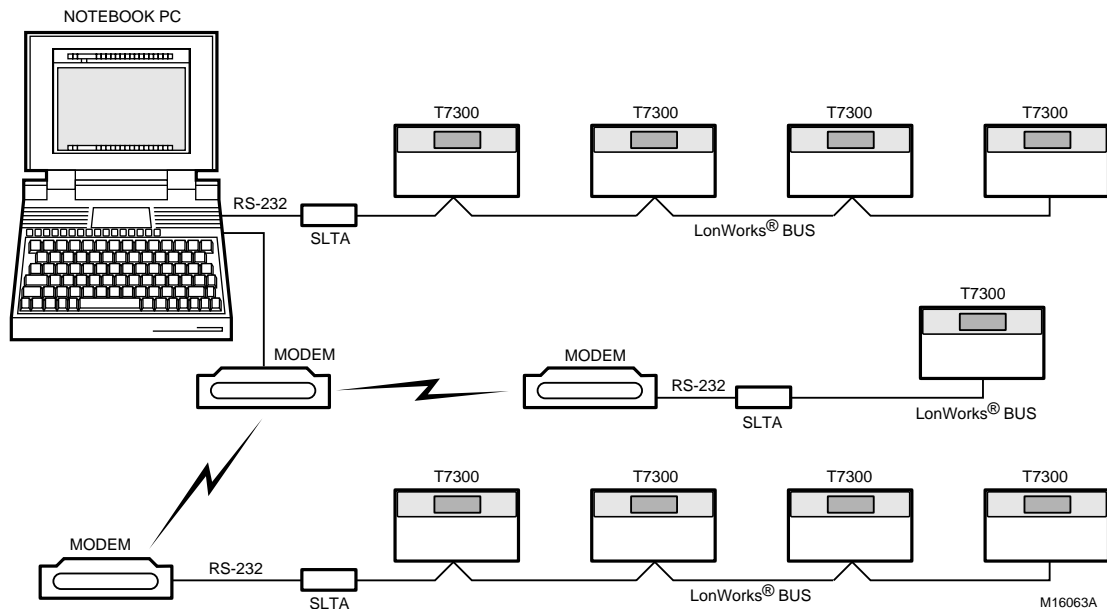 NOTEBOOK PC
T7300
T7300
T7300
T7300
RS-232
SLTA
LonWorks® BUS
T7300
MODEM
MODEM
RS-232
SLTA
LonWorks® BUS
T7300
T7300
T7300
T7300
MODEM
RS-232
SLTA
LonWorks® BUS
M16063A